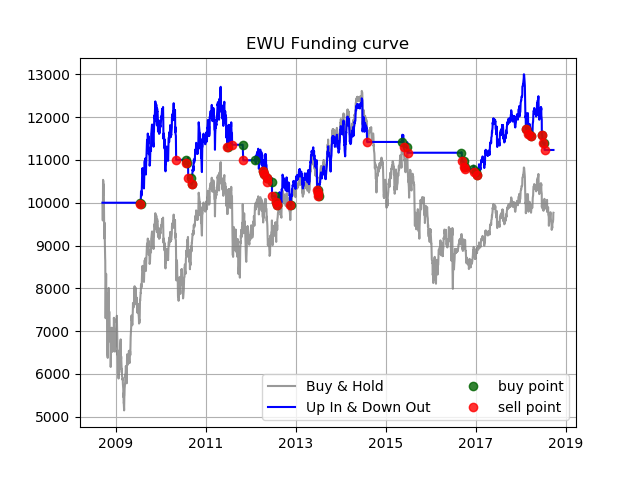 EWU Funding curve
13000
12000
11000
10000
9000
8000
7000
6000
5000
Buy & Hold
Up In & Down Out
buy point
sell point
2009 2011 2013 2015 2017 2019